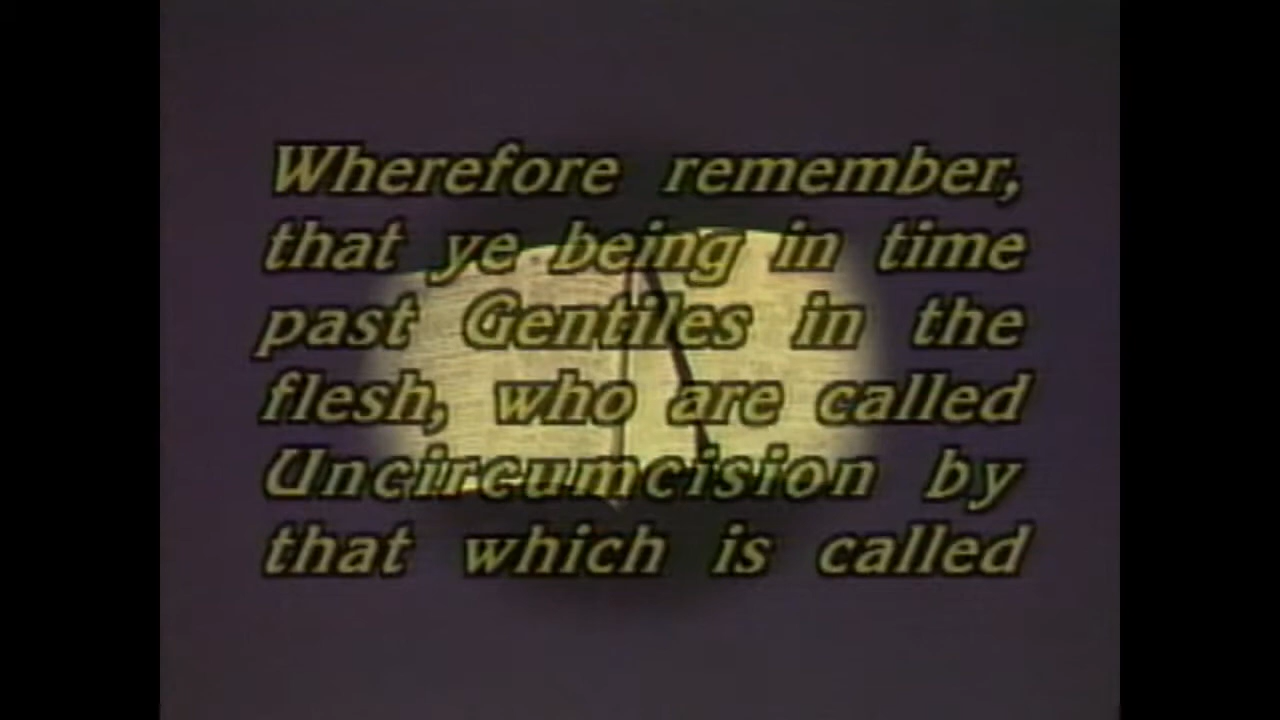 Wherefore remember,
that ye being in time
past Gentiles in the
flesh, who are called
Uncircumcision by
that which is called